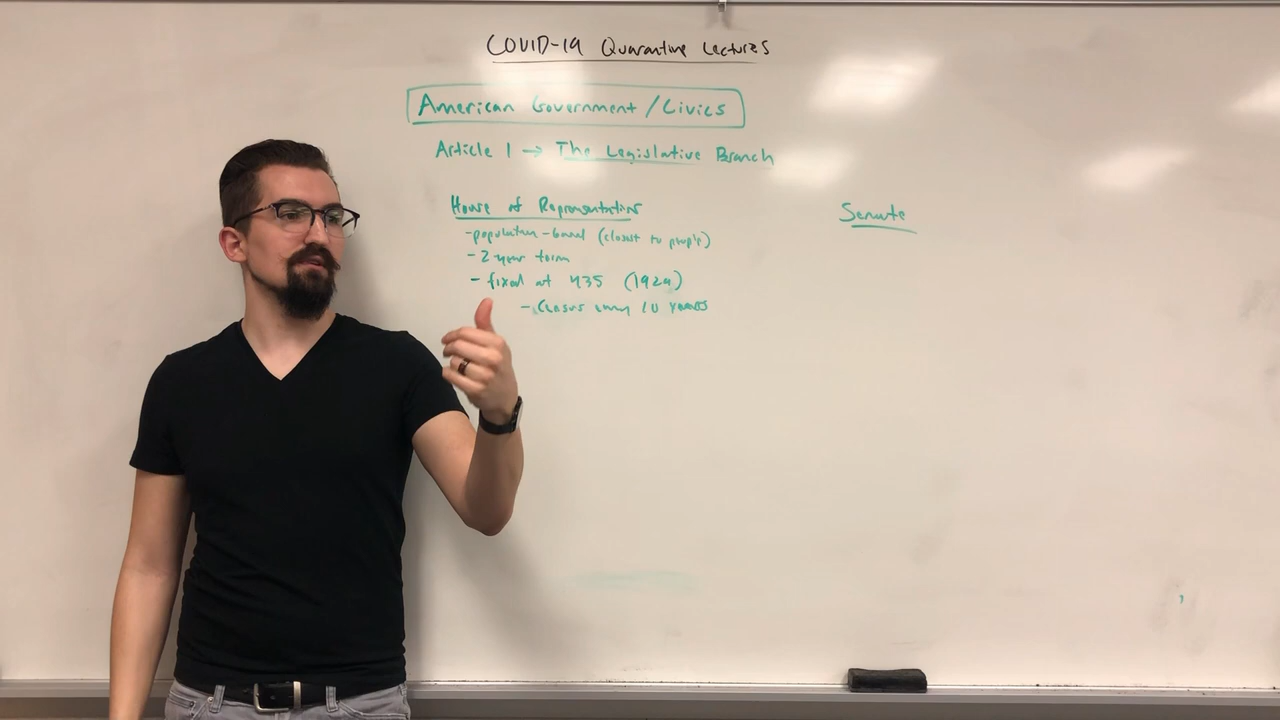 COVID-19 Quarantine Lectures
American Government/Civics
Article 1 → The Legislative Branch
House of Representatives
Senate
-population-based (closest to people)
-2 year term
- fixed at 435 (1929)
- Census every 10 years